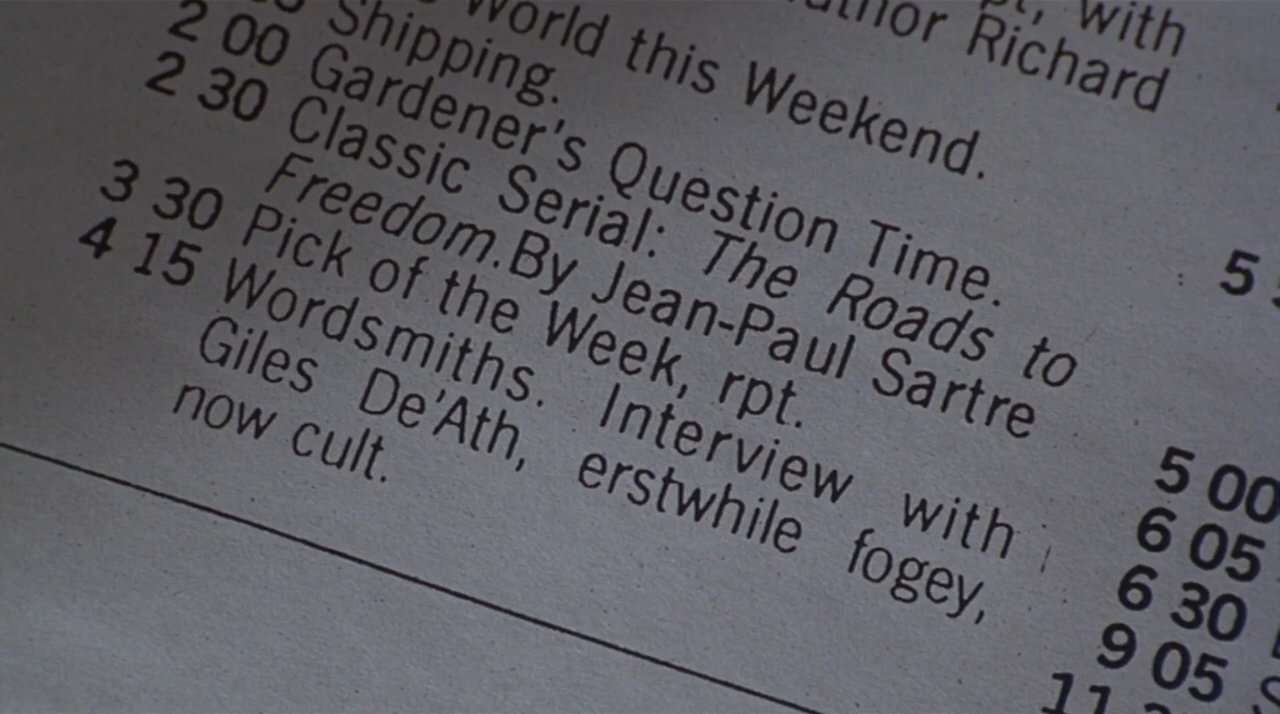 with
Richard
World this Weekend.
Shipping.
2 00 Gardener's Question Time.
2 30 Classic Serial: The Roads to
Freedom.By Jean-Paul Sartre
3 30 Pick of the Week, rpt.
4 15 Wordsmiths. Interview with
Giles De'Ath, erstwhile fogey,
now cult.
5
5 00
6 05
6 30
9 05
11